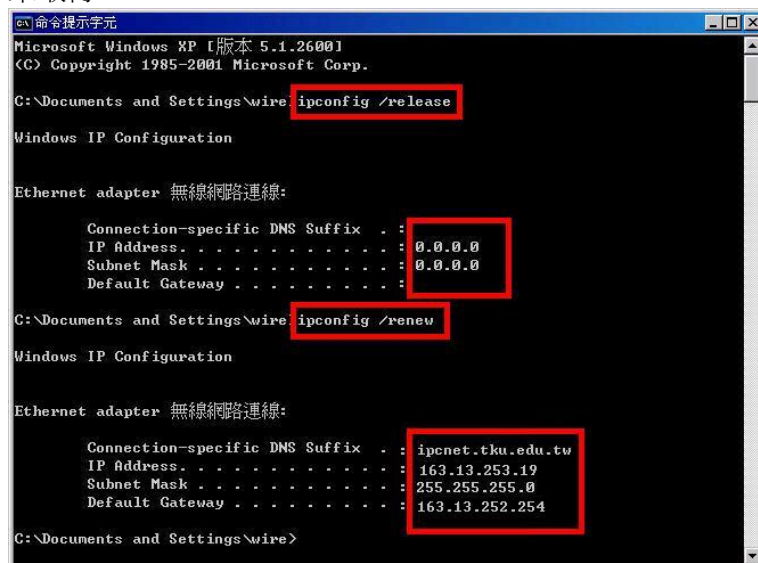 命令提示字元
Microsoft Windows XP [版本 5.1.2600]
(C) Copyright 1985-2001 Microsoft Corp.
C:\Documents and Settings\wire ipconfig /release
Windows IP Configuration
Ethernet adapter 無線網路連線:
Connection-specific DNS Suffix . :
IP Address. . . . . . . . . . . . : 0.0.0.0
Subnet Mask . . . . . . . . . . . : 0.0.0.0
Default Gateway . . . . . . . . . :
C:\Documents and Settings\wire ipconfig /renew
Windows IP Configuration
Ethernet adapter 無線網路連線:
Connection-specific DNS Suffix . : ipcnet.tku.edu.tw
IP Address. . . . . . . . . . . . : 163.13.253.19
Subnet Mask . . . . . . . . . . . : 255.255.255.0
Default Gateway . . . . . . . . . : 163.13.252.254
C:\Documents and Settings\wire>